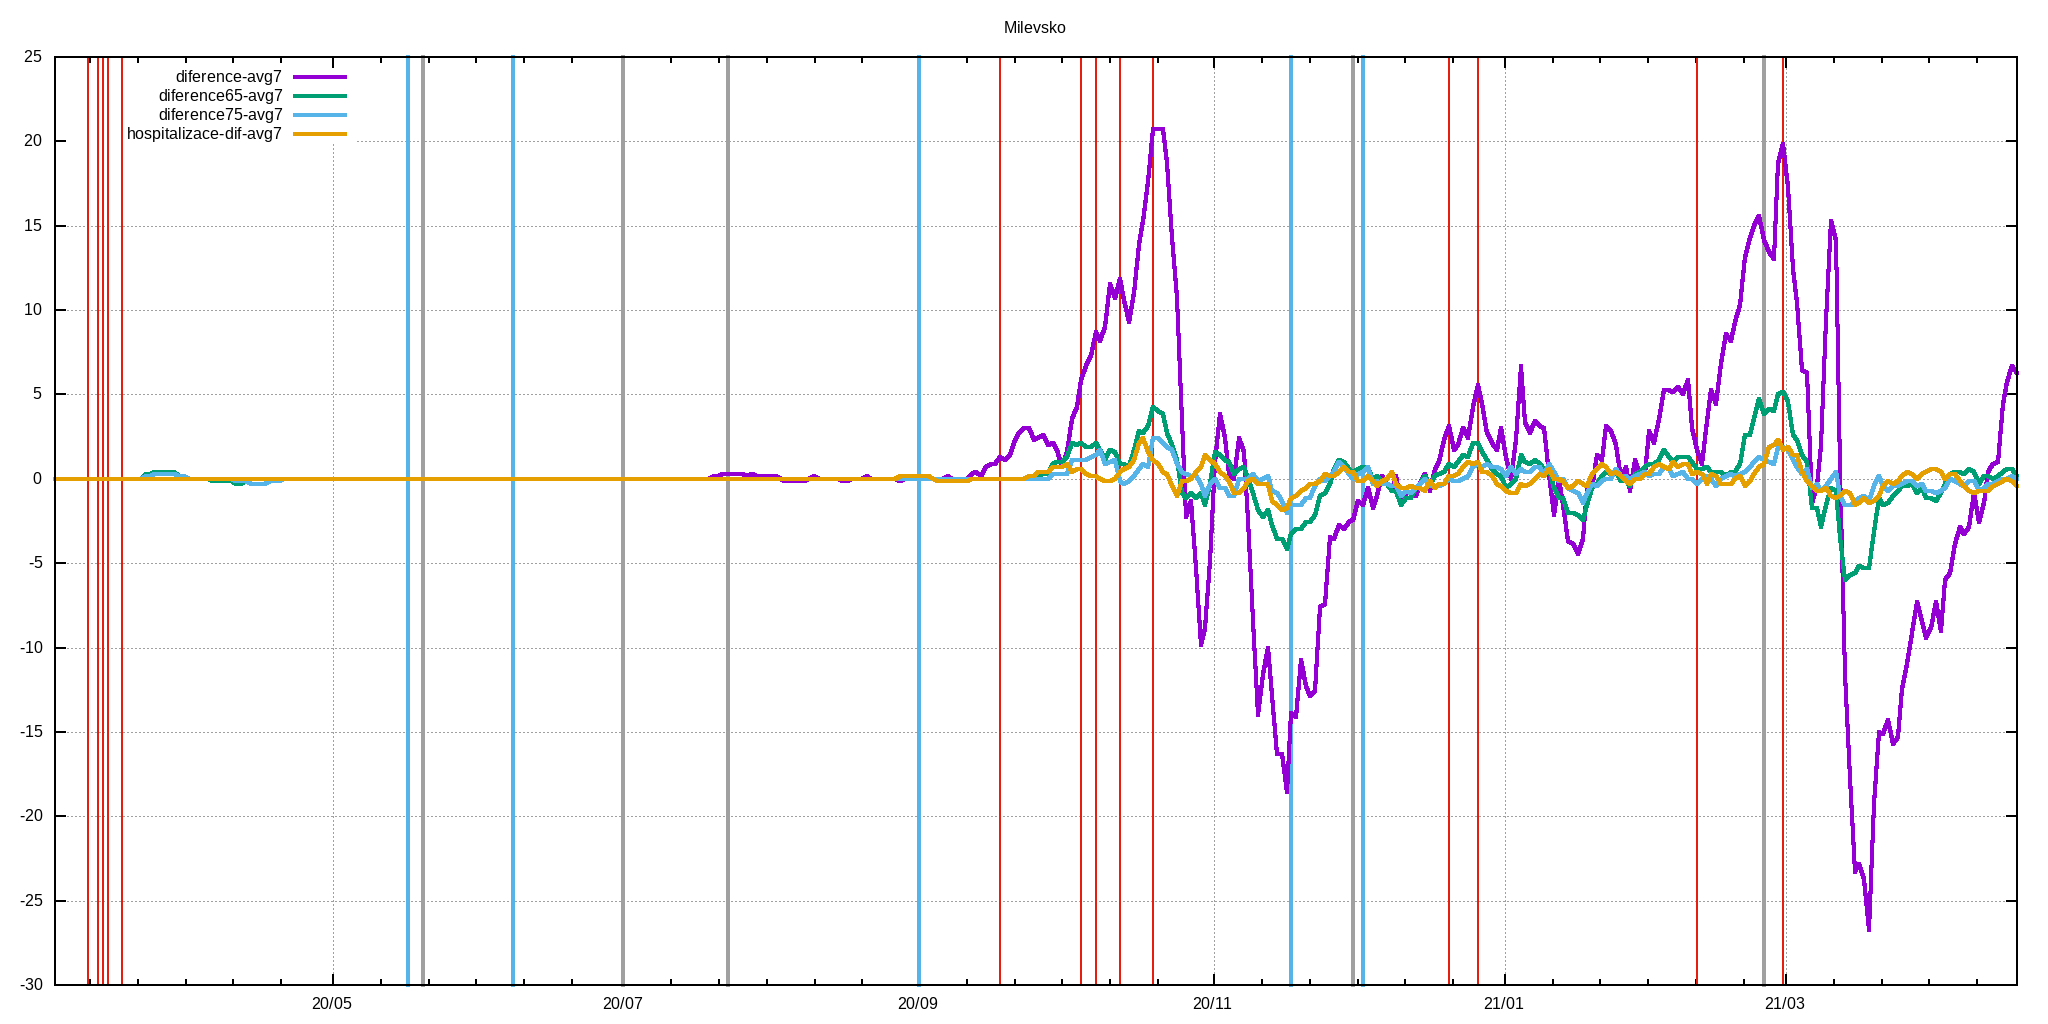 Milevsko
diference-avg7
diference65-avg7
diference75-avg7
hospitalizace-dif-avg7
25
20
15
10
5
0
-5
-10
-15
-20
-25
-30
20/05 20/07 20/09 20/11 21/01 21/03